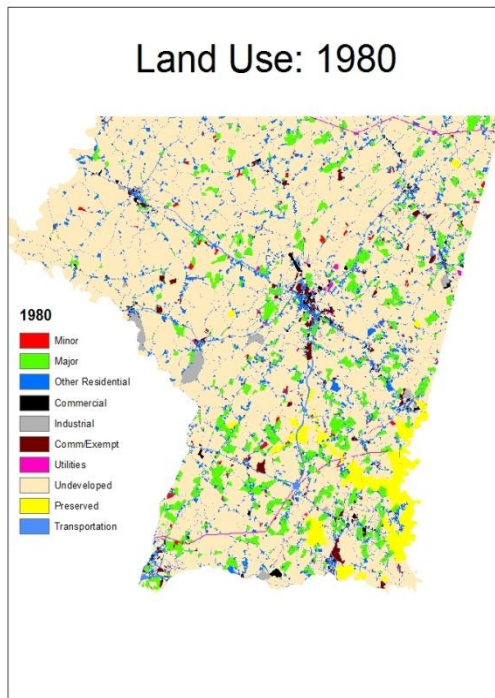 Land Use: 1980
1980
Minor
Major
Other Residential
Commercial
Industrial
Comm/Exempt
Utilities
Undeveloped
Preserved
Transportation